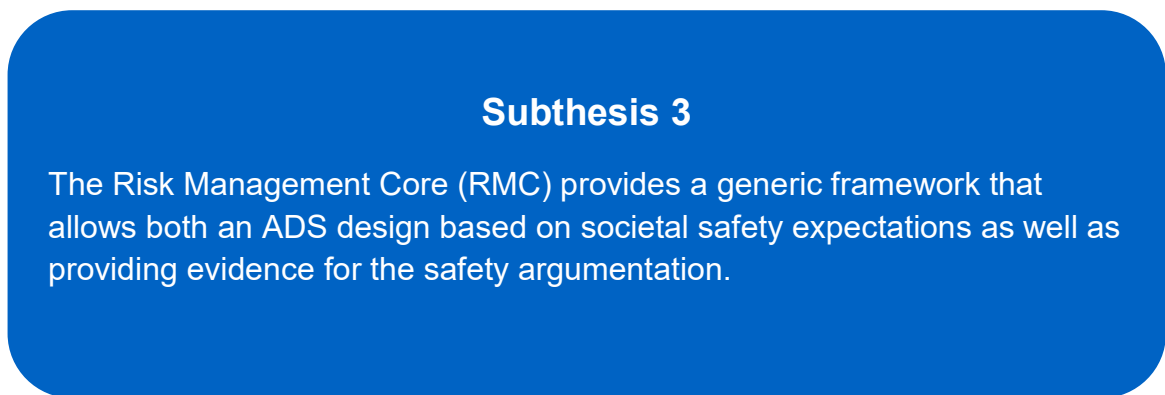 Subthesis 3
The Risk Management Core (RMC) provides a generic framework that
allows both an ADS design based on societal safety expectations as well as
providing evidence for the safety argumentation.